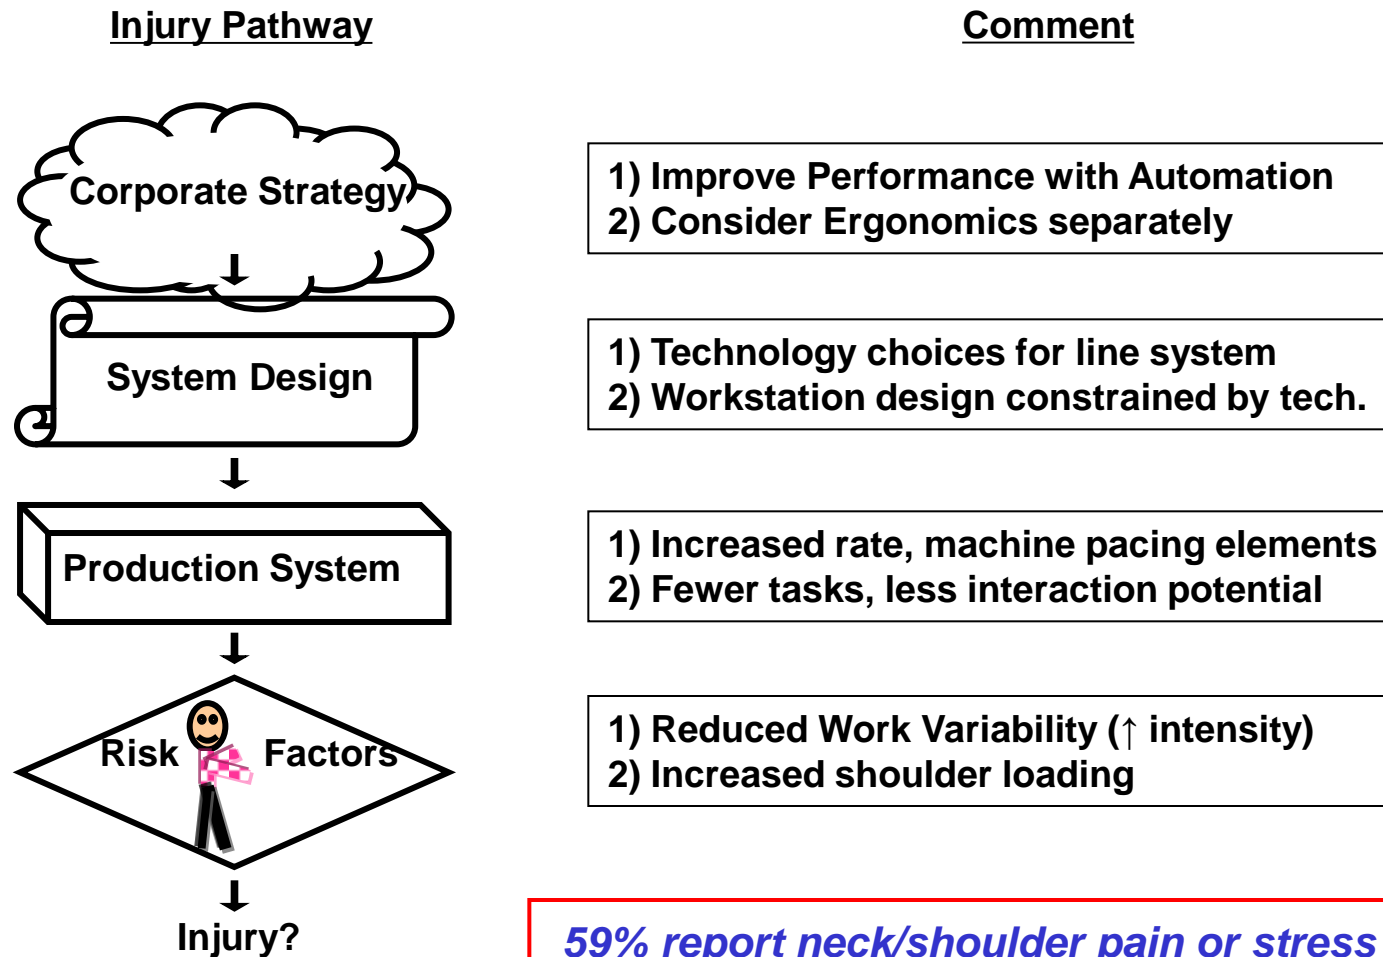 Injury Pathway
Comment
Corporate Strategy
1) Improve Performance with Automation
2) Consider Ergonomics separately
System Design
1) Technology choices for line system
2) Workstation design constrained by tech.
Production System
1) Increased rate, machine pacing elements
2) Fewer tasks, less interaction potential
Risk Factors
1) Reduced Work Variability (↑ intensity)
2) Increased shoulder loading
Injury?
59% report neck/shoulder pain or stress